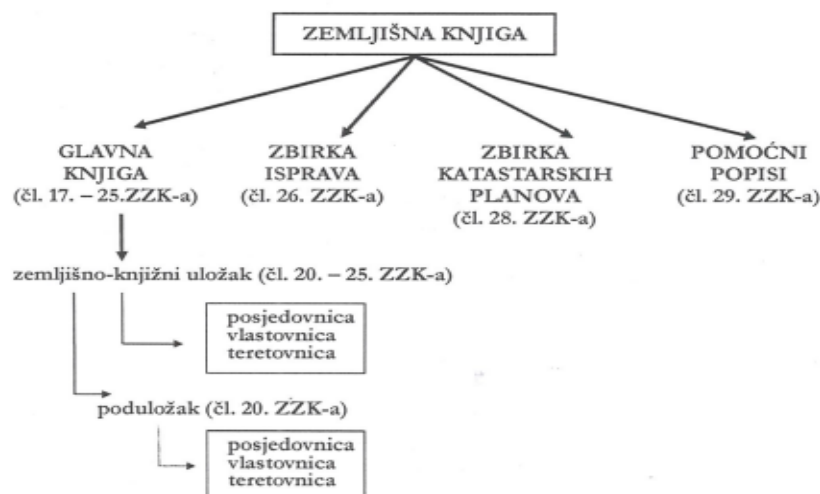 ZEMLJIŠNA KNJIGA
GLAVNA
KNJIGA
(čl. 17. – 25.ZZK-a)
ZBIRKA
ISPRAVA
(čl. 26. ZZK-a)
ZBIRKA
KATASTARSKIH
PLANOVA
(čl. 28. ZZK-a)
POMOĆNI
POPISI
(čl. 29. ZZK-a)
zemljišno-knjižni uložak (čl. 20. – 25. ZZK-a)
posjedovnica
vlastovnica
teretovnica
poduložak (čl. 20. ZZK-a)
posjedovnica
vlastovnica
teretovnica